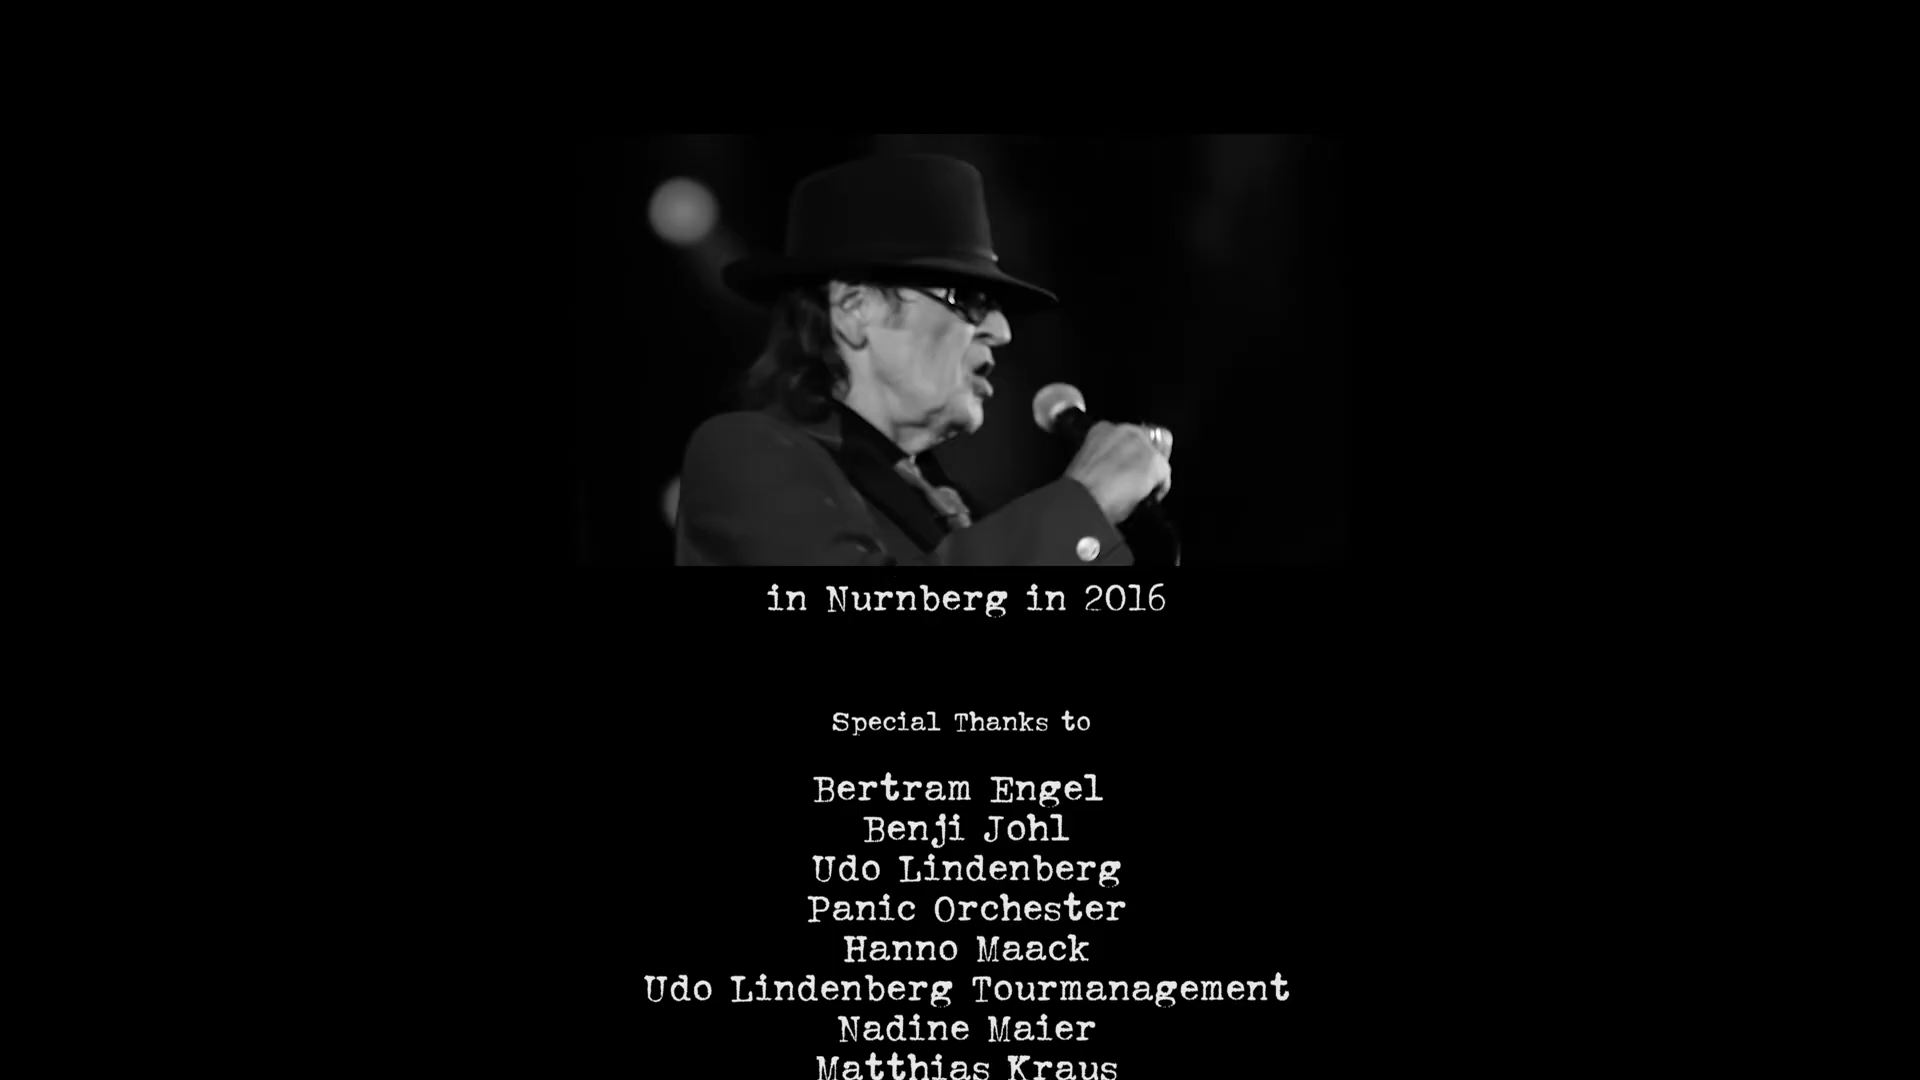 in Nurnberg in 2016
Special Thanks to
Bertram Engel
Benji Johl
Udo Lindenberg
Panic Orchester
Hanno Maack
Udo Lindenberg Tourmanagement
Nadine Maier
Matthias Kraus